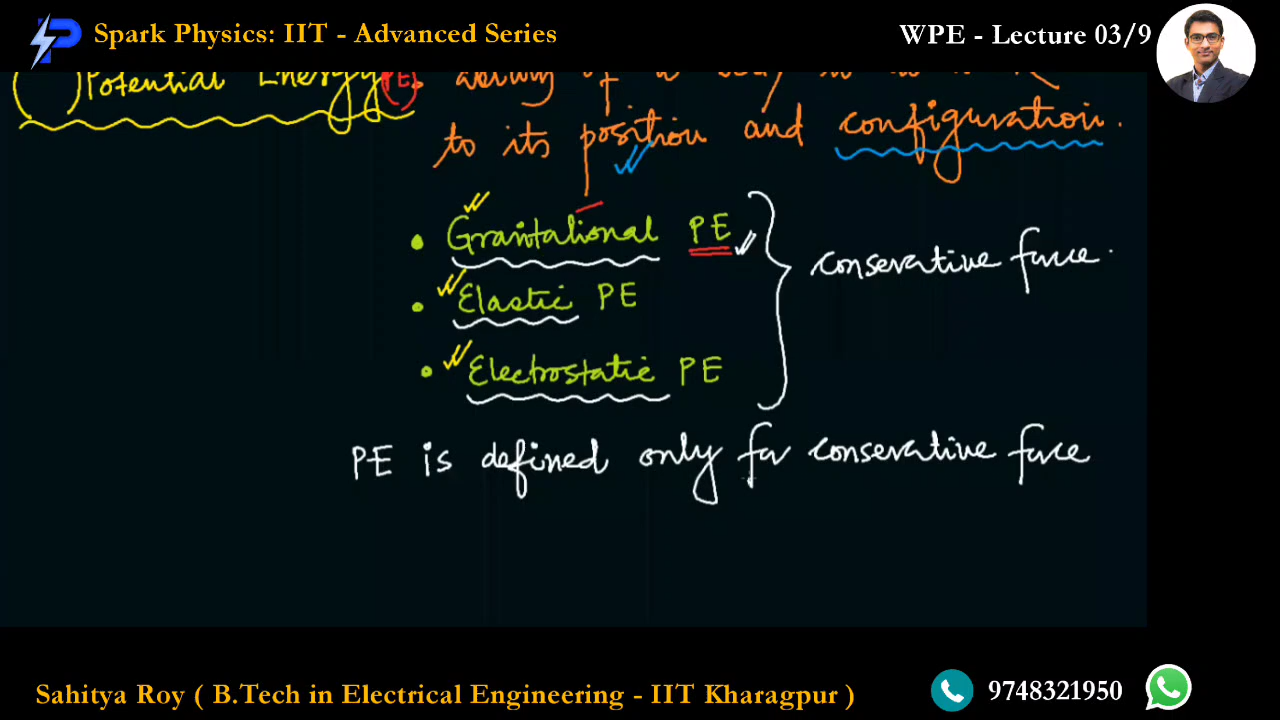 Spark Physics: IIT - Advanced Series
WPE - Lecture 03/9
Potential Energy (PE)
to its position and configuration.
• Gravitational PE
• Elastic PE
• Electrostatic PE
conservative force.
PE is defined only for conservative force
Sahitya Roy ( B.Tech in Electrical Engineering - IIT Kharagpur )
9748321950